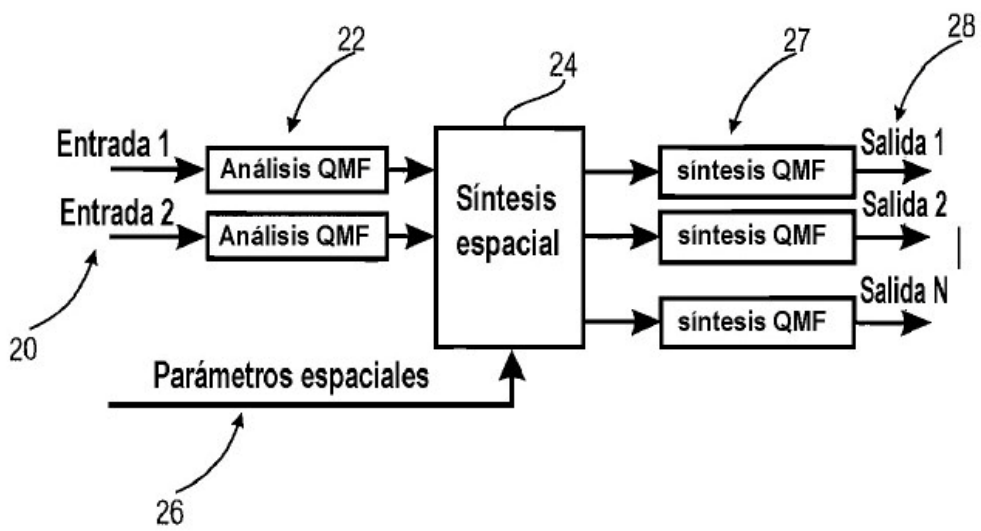 22
24
27
28
Entrada 1
Análisis QMF
Entrada 2
Análisis QMF
20
Síntesis
espacial
síntesis QMF
Salida 1
síntesis QMF
Salida 2
síntesis QMF
Salida N
Parámetros espaciales
26